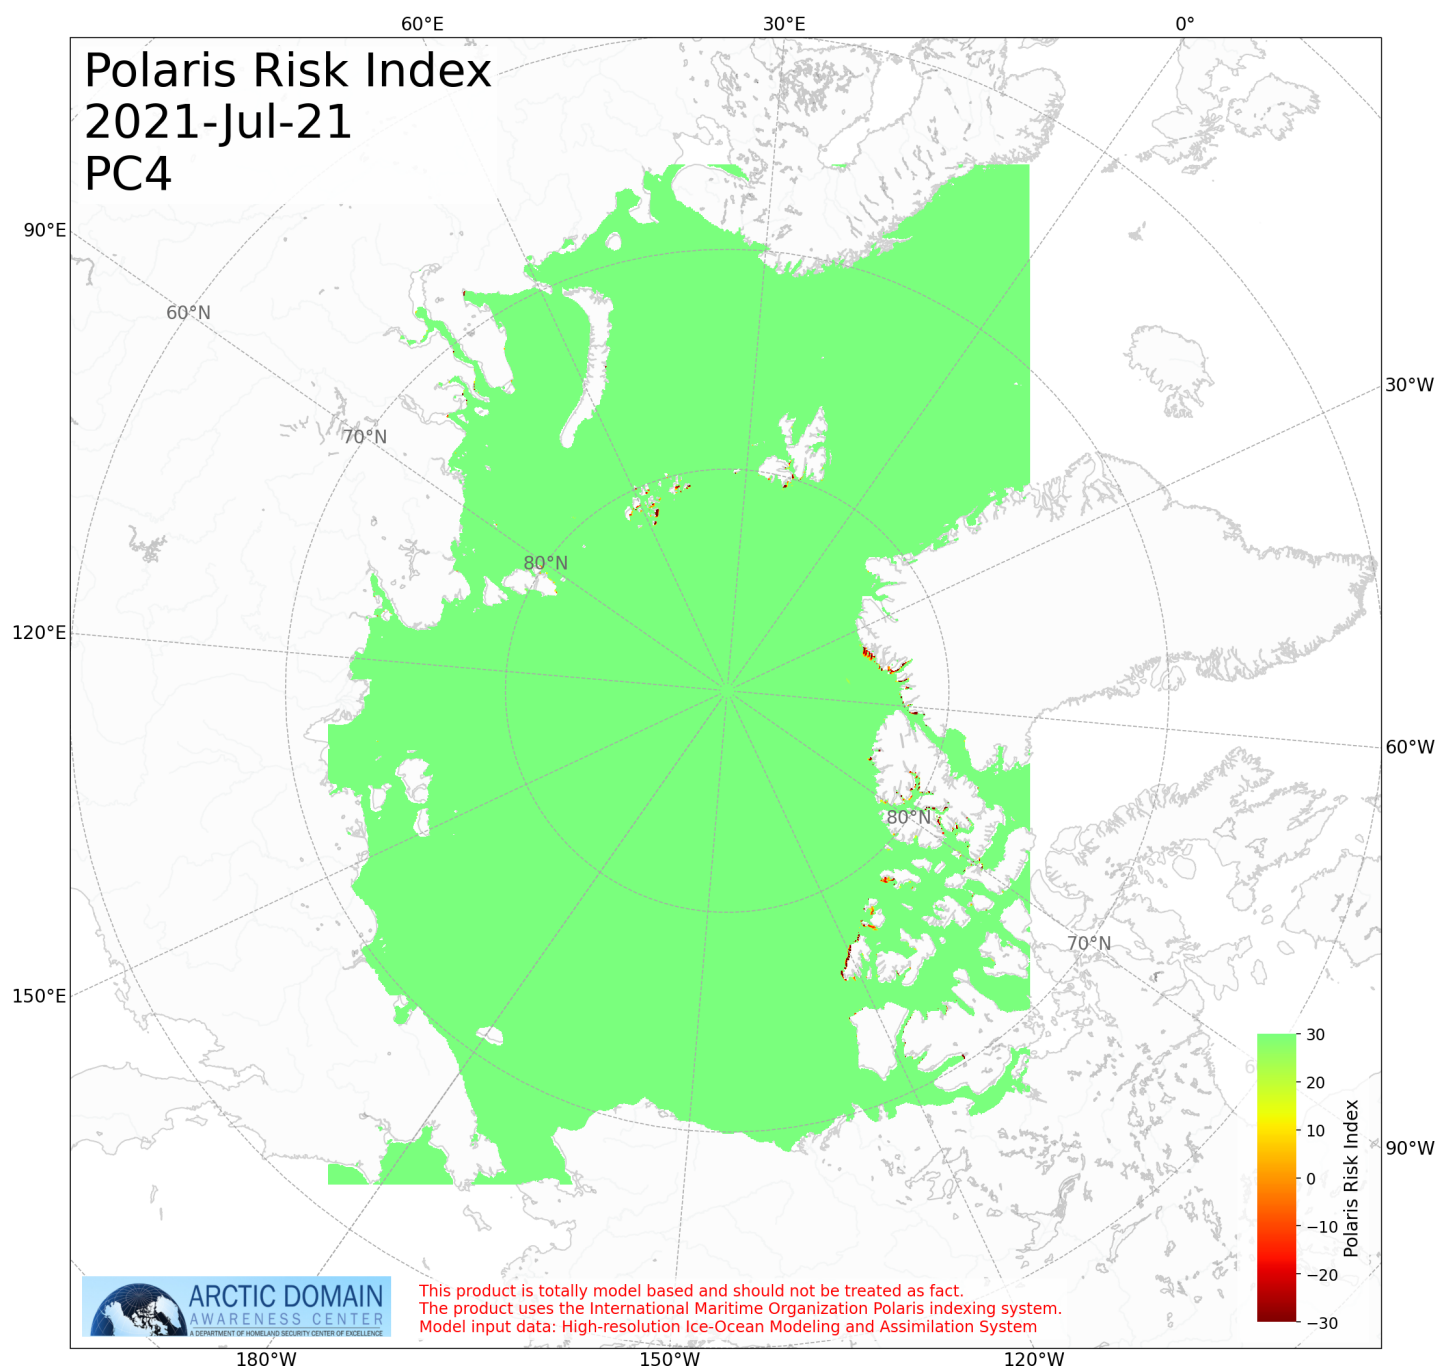 60°E
30°E
0°
Polaris Risk Index
2021-Jul-21
PC4
90°E
60°N
30°W
70°N
80°N
120°E
60°W
80°N
70°N
150°E
30
20
10
0
−10
−20
−30
Polaris Risk Index
90°W
ARCTIC DOMAIN
AWARENESS CENTER
A DEPARTMENT OF HOMELAND SECURITY CENTER OF EXCELLENCE
This product is totally model based and should not be treated as fact.
The product uses the International Maritime Organization Polaris indexing system.
Model input data: High-resolution Ice-Ocean Modeling and Assimilation System
180°W
150°W
120°W